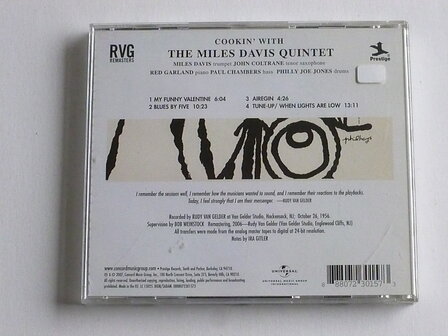 COOKIN' WITH
THE MILES DAVIS QUINTET
RVG
REMASTERS
Prestige
MILES DAVIS trumpet JOHN COLTRANE tenor saxophone
RED GARLAND piano PAUL CHAMBERS bass PHILLY JOE JONES drums
1 MY FUNNY VALENTINE 6:04
2 BLUES BY FIVE 10:23
3 AIREGIN 4:26
4 TUNE-UP/ WHEN LIGHTS ARE LOW 13:11
I remember the sessions well, I remember how the musicians wanted to sound, and I remember their reactions to the playbacks.
Today, I feel strongly that I am their messenger. —RUDY VAN GELDER
Recorded by RUDY VAN GELDER at Van Gelder Studio, Hackensack, NJ; October 26, 1956.
Supervision by BOB WEINSTOCK Remastering, 2006—Rudy Van Gelder (Van Gelder Studio, Englewood Cliffs, NJ)
All transfers were made from the analog master tapes to digital at 24-bit resolution.
Notes by IRA GITLER
www.concordmusicgroup.com
UNIVERSAL
8 88072 30157 3